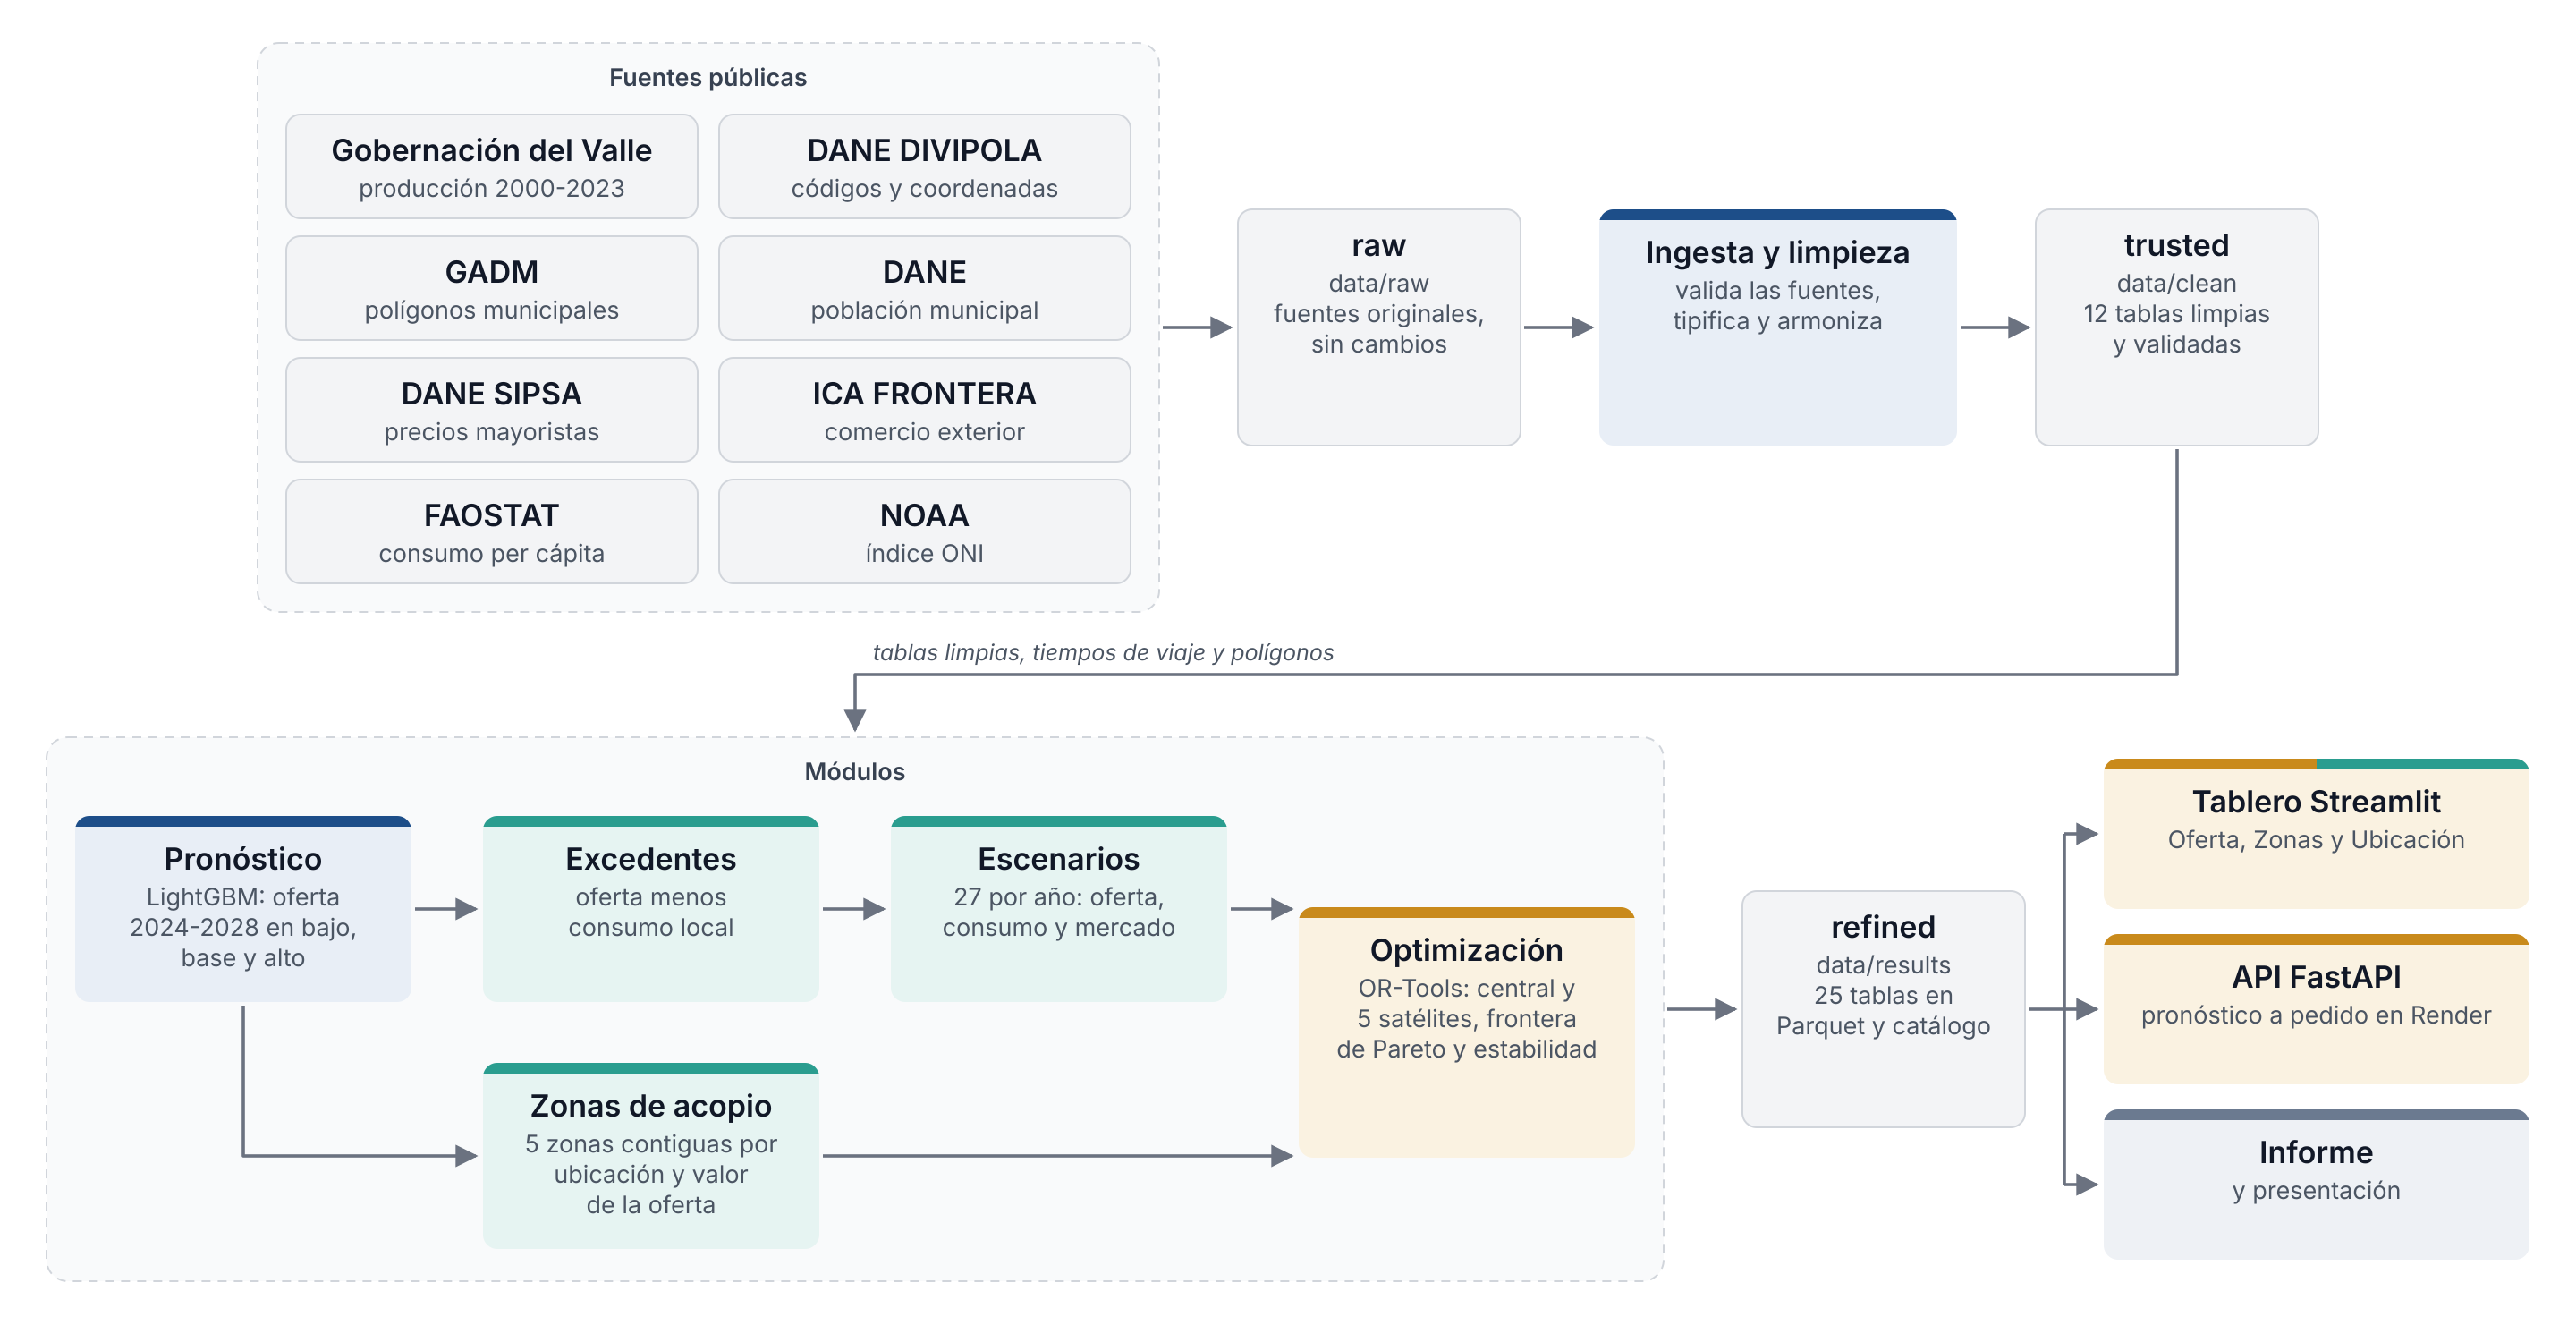 Fuentes públicas
Gobernación del Valle
producción 2000-2023
DANE DIVIPOLA
códigos y coordenadas
GADM
polígonos municipales
DANE
población municipal
DANE SIPSA
precios mayoristas
ICA FRONTERA
comercio exterior
FAOSTAT
consumo per cápita
NOAA
índice ONI
raw
data/raw
fuentes originales,
sin cambios
Ingesta y limpieza
valida las fuentes,
tipifica y armoniza
trusted
data/clean
12 tablas limpias
y validadas
tablas limpias, tiempos de viaje y polígonos
Módulos
Pronóstico
LightGBM: oferta
2024-2028 en bajo,
base y alto
Excedentes
oferta menos
consumo local
Escenarios
27 por año: oferta,
consumo y mercado
Zonas de acopio
5 zonas contiguas por
ubicación y valor
de la oferta
Optimización
OR-Tools: central y
5 satélites, frontera
de Pareto y estabilidad
refined
data/results
25 tablas en
Parquet y catálogo
Tablero Streamlit
Oferta, Zonas y Ubicación
API FastAPI
pronóstico a pedido en Render
Informe
y presentación